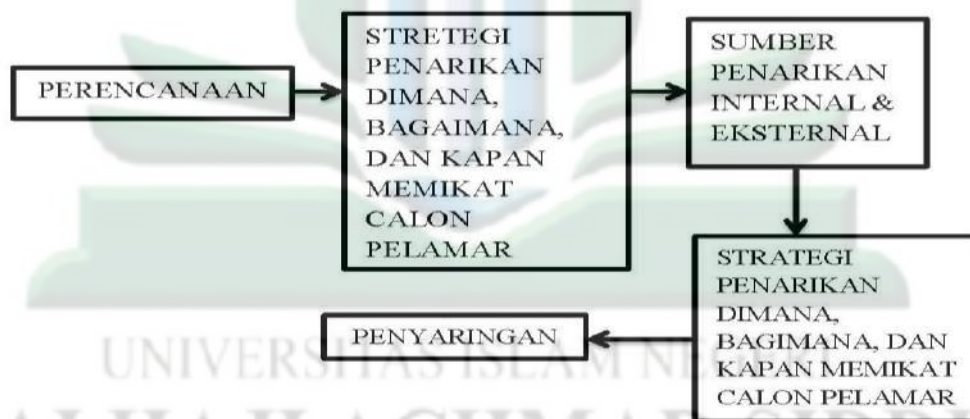 PERENCANAAN
STRETEGI
PENARIKAN
DIMANA,
BAGAIMANA,
DAN KAPAN
MEMIKAT
CALON
PELAMAR
SUMBER
PENARIKAN
INTERNAL &
EKSTERNAL
STRATEGI
PENARIKAN
DIMANA,
BAGIMANA, DAN
KAPAN MEMIKAT
CALON PELAMAR
PENYARINGAN
UNIVERSITAS ISLAM NEGERI